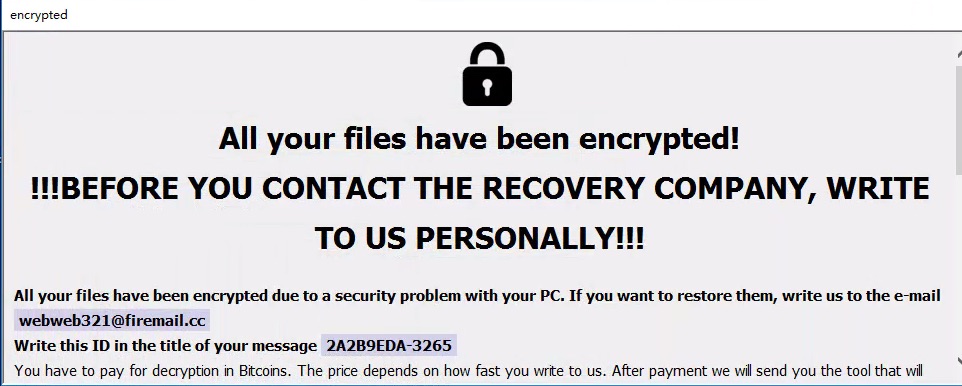 encrypted
All your files have been encrypted!
!!!BEFORE YOU CONTACT THE RECOVERY COMPANY, WRITE
TO US PERSONALLY!!!
All your files have been encrypted due to a security problem with your PC. If you want to restore them, write us to the e-mail
webweb321@firemail.cc
Write this ID in the title of your message 2A2B9EDA-3265
You have to pay for decryption in Bitcoins. The price depends on how fast you write to us. After payment we will send you the tool that will